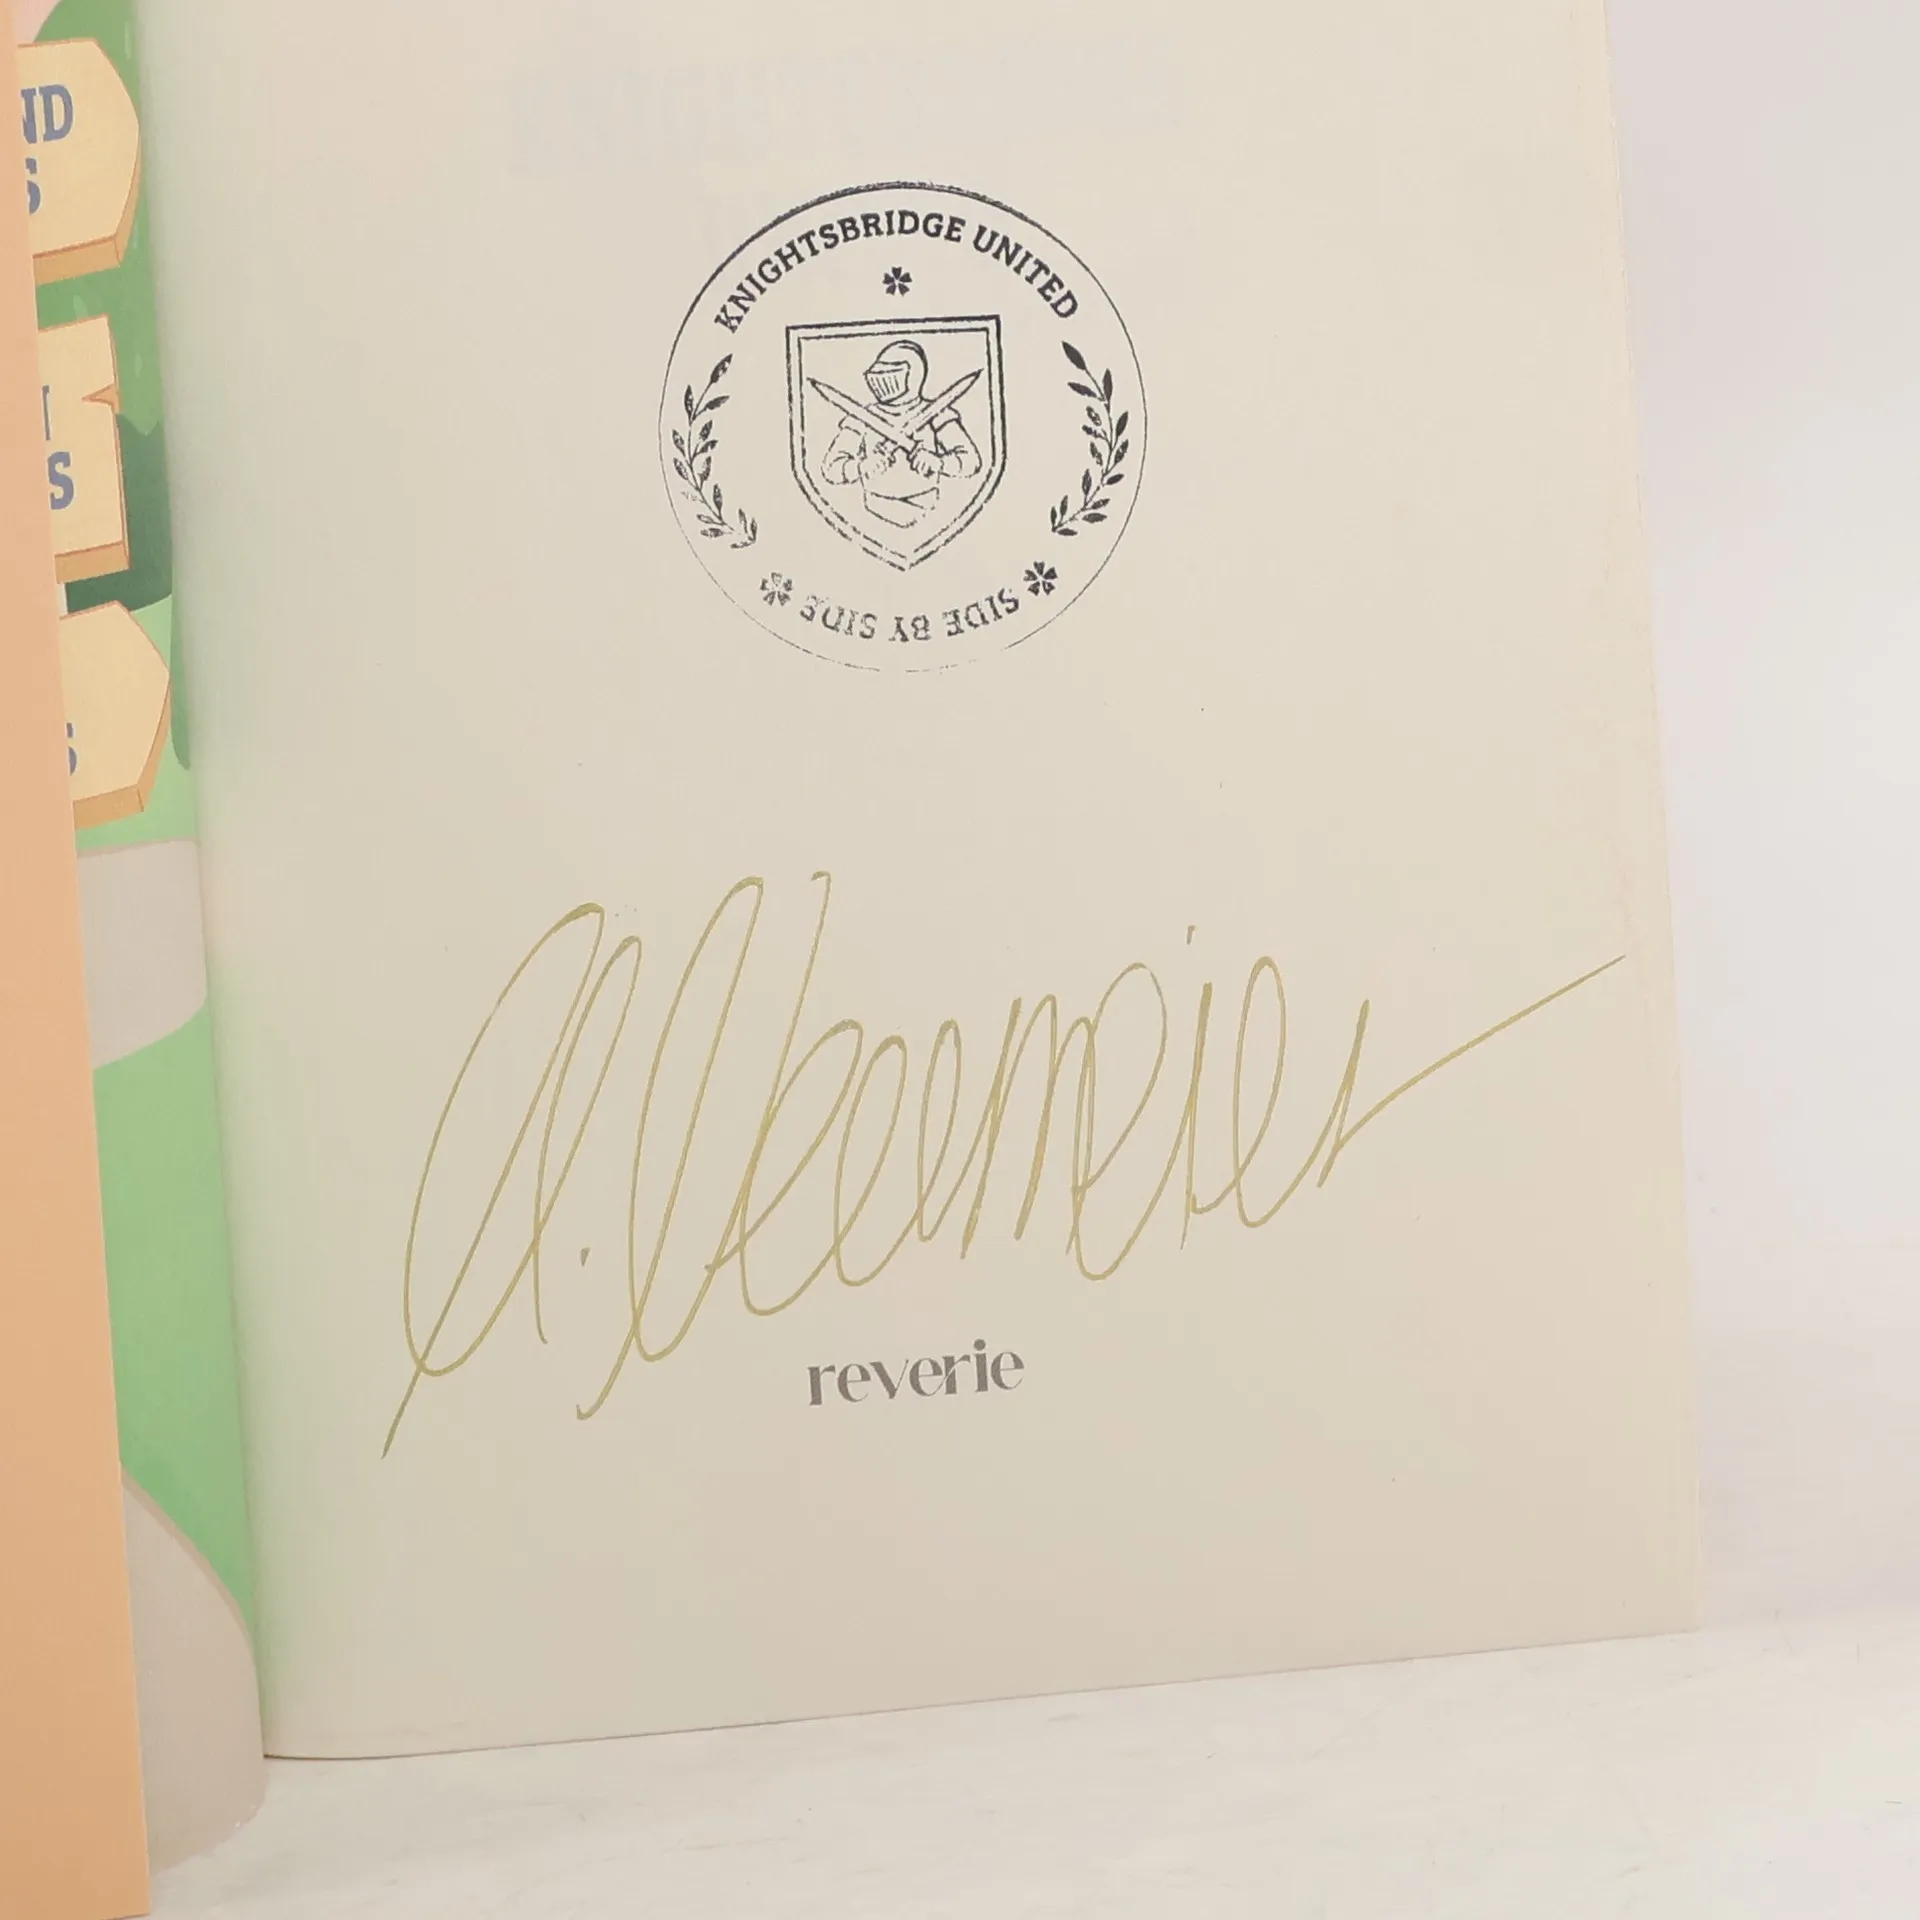 ND
S
S
S
KNIGHTSBRIDGE UNITED
SIDE BY SIDE
reverie